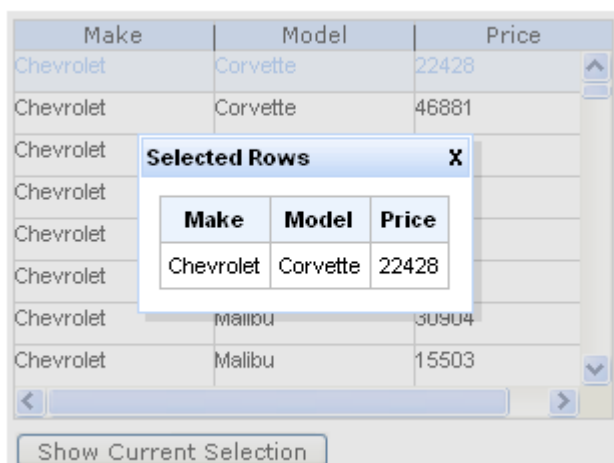 Make Model Price
Chevrolet Corvette 22428
Chevrolet Corvette 46881
Chevrolet
Selected Rows X
Chevrolet
Make Model Price
Chevrolet
Chevrolet Corvette 22428
Chevrolet
Chevrolet Malibu 30904
Chevrolet Malibu 15503
Show Current Selection